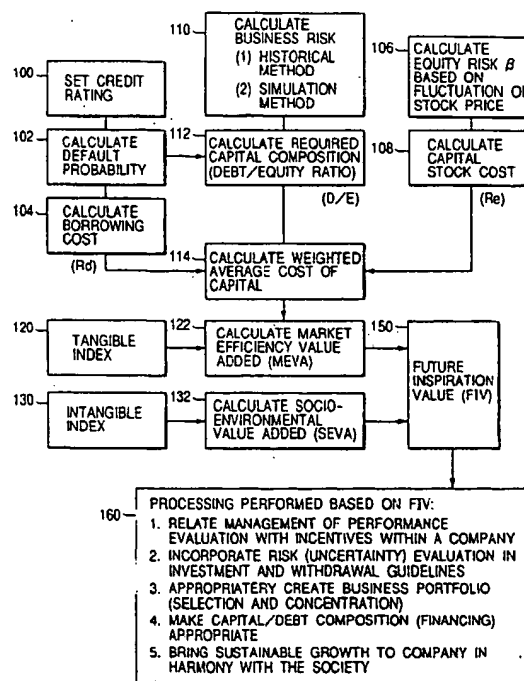 110
CALCULATE
BUSINESS RISK
(1) HISTORICAL
METHOD
(2) SIMULATION
METHOD
106
CALCULATE
EQUITY RISK β
BASED ON
FLUCTUATION OF
STOCK PRICE
100
SET CREDIT
RATING
102
CALCULATE
DEFAULT
PROBABILITY
112
CALCULATE REQUIRED
CAPITAL COMPOSITION
(DEBT/EQUITY RATIO)
108
CALCULATE
CAPITAL
STOCK COST
104
CALCULATE
BORROWING
COST
(Rd)
(D/E)
(Re)
114
CALCULATE WEIGHTED
AVERAGE COST OF
CAPITAL
120
TANGIBLE
INDEX
122
CALCULATE MARKET
EFFICIENCY VALUE
ADDED (MEVA)
150
FUTURE
INSPIRATION
VALUE (FIV)
130
INTANGIBLE
INDEX
132
CALCULATE SOCIO-
ENVIRONMENTAL
VALUE ADDED (SEVA)
160
PROCESSING PERFORMED BASED ON FIV:
1. RELATE MANAGEMENT OF PERFORMANCE
EVALUATION WITH INCENTIVES WITHIN A COMPANY
2. INCORPORATE RISK (UNCERTAINTY) EVALUATION IN
INVESTMENT AND WITHDRAWAL GUIDELINES
3. APPROPRIATERY CREATE BUSINESS PORTFOLIO
(SELECTION AND CONCENTRATION)
4. MAKE CAPITAL/DEBT COMPOSITION (FINANCING)
APPROPRIATE
5. BRING SUSTAINABLE GROWTH TO COMPANY IN
HARMONY WITH THE SOCIETY